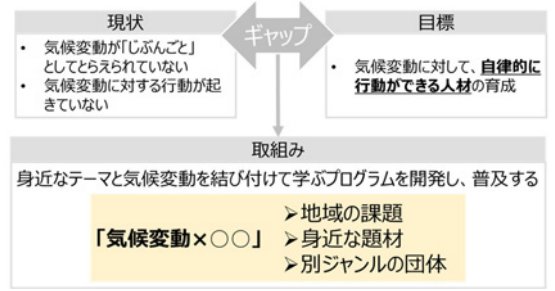 現状
• 気候変動が「じぶんごと」
としてとらえられていない
• 気候変動に対する行動が起
きていない
ギャップ
目標
• 気候変動に対して、自律的に
行動ができる人材の育成
取組み
身近なテーマと気候変動を結び付けて学ぶプログラムを開発し、普及する
「気候変動×○○」
➢地域の課題
➢身近な題材
➢別ジャンルの団体